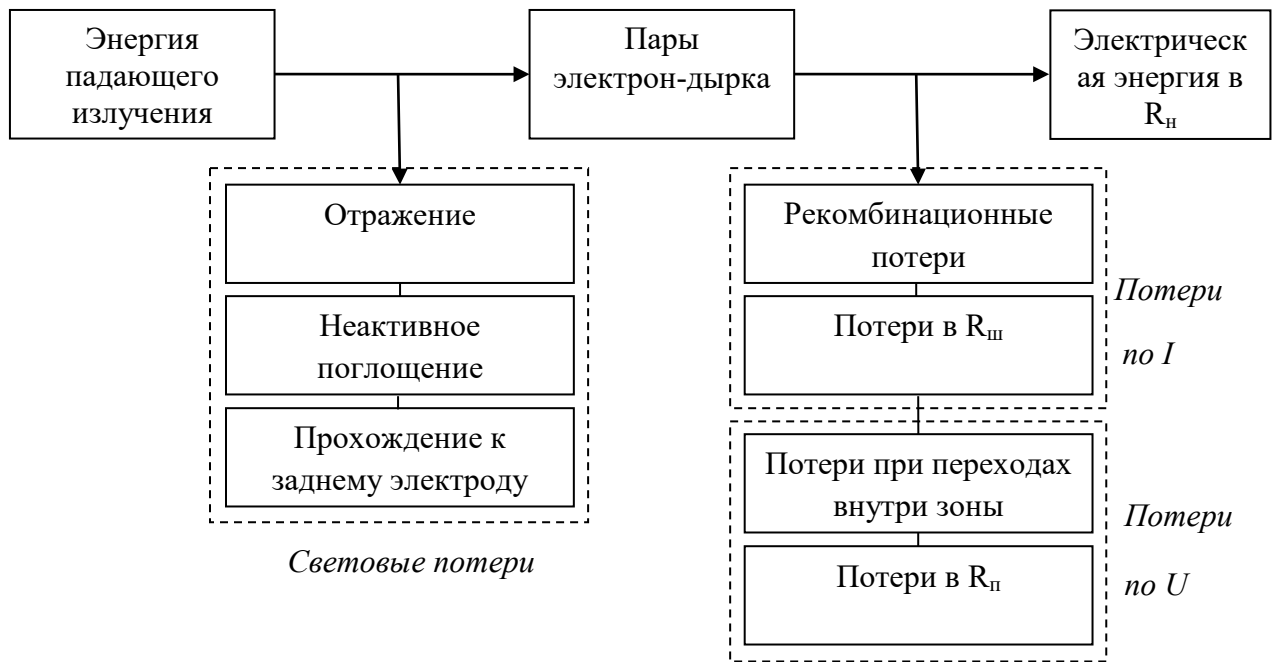 Энергия
падающего
излучения
Пары
электрон-дырка
Электрическ
ая энергия в
Rн
Отражение
Неактивное
поглощение
Прохождение к
заднему электроду
Световые потери
Рекомбинационные
потери
Потери в Rш
Потери
по I
Потери при переходах
внутри зоны
Потери в Rп
Потери
по U